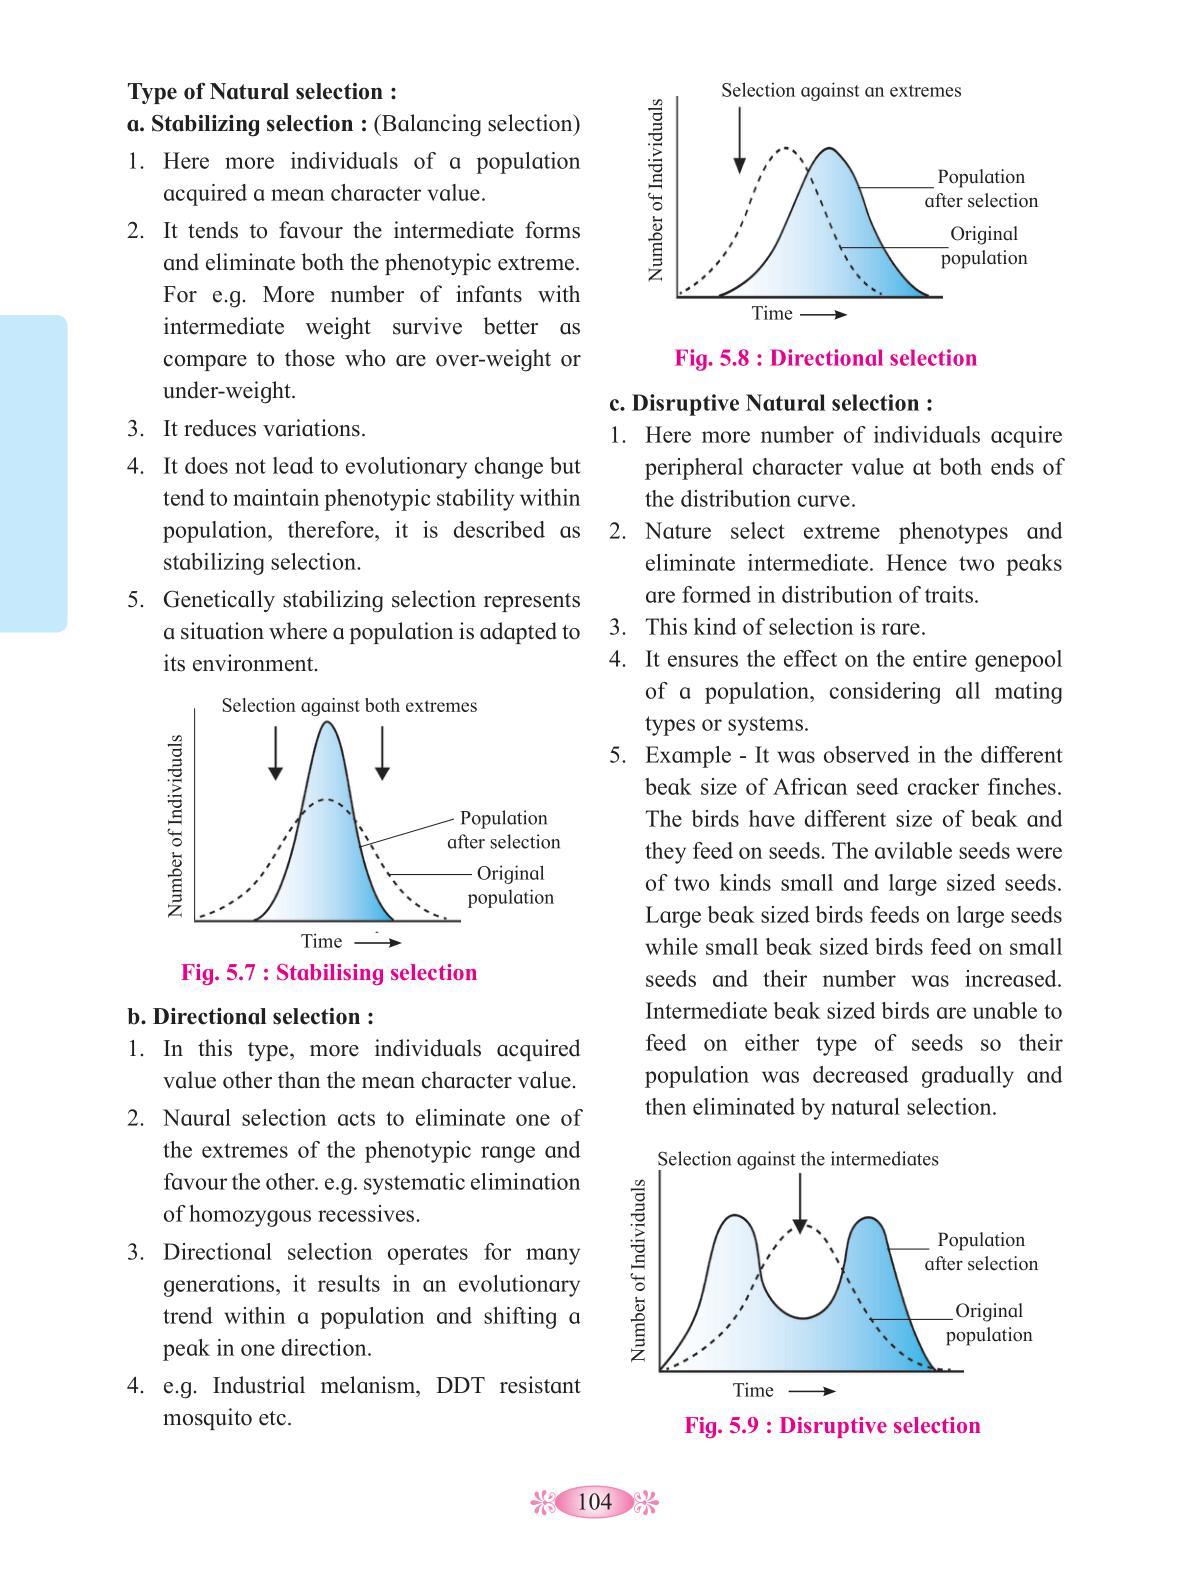 Type of Natural selection :
a. Stabilizing selection : (Balancing selection)
1. Here more individuals of a population
acquired a mean character value.
2. It tends to favour the intermediate forms
and eliminate both the phenotypic extreme.
For e.g. More number of infants with
intermediate weight survive better as
compare to those who are over-weight or
under-weight.
3. It reduces variations.
4. It does not lead to evolutionary change but
tend to maintain phenotypic stability within
population, therefore, it is described as
stabilizing selection.
5. Genetically stabilizing selection represents
a situation where a population is adapted to
its environment.
Selection against both extremes
Number of Individuals
Population
after selection
Original
population
Time
Fig. 5.7 : Stabilising selection
b. Directional selection :
1. In this type, more individuals acquired
value other than the mean character value.
2. Naural selection acts to eliminate one of
the extremes of the phenotypic range and
favour the other. e.g. systematic elimination
of homozygous recessives.
3. Directional selection operates for many
generations, it results in an evolutionary
trend within a population and shifting a
peak in one direction.
4. e.g. Industrial melanism, DDT resistant
mosquito etc.
Selection against an extremes
Number of Individuals
Population
after selection
Original
population
Time
Fig. 5.8 : Directional selection
c. Disruptive Natural selection :
1. Here more number of individuals acquire
peripheral character value at both ends of
the distribution curve.
2. Nature select extreme phenotypes and
eliminate intermediate. Hence two peaks
are formed in distribution of traits.
3. This kind of selection is rare.
4. It ensures the effect on the entire genepool
of a population, considering all mating
types or systems.
5. Example - It was observed in the different
beak size of African seed cracker finches.
The birds have different size of beak and
they feed on seeds. The avilable seeds were
of two kinds small and large sized seeds.
Large beak sized birds feeds on large seeds
while small beak sized birds feed on small
seeds and their number was increased.
Intermediate beak sized birds are unable to
feed on either type of seeds so their
population was decreased gradually and
then eliminated by natural selection.
Selection against the intermediates
Number of Individuals
Population
after selection
Original
population
Time
Fig. 5.9 : Disruptive selection
104